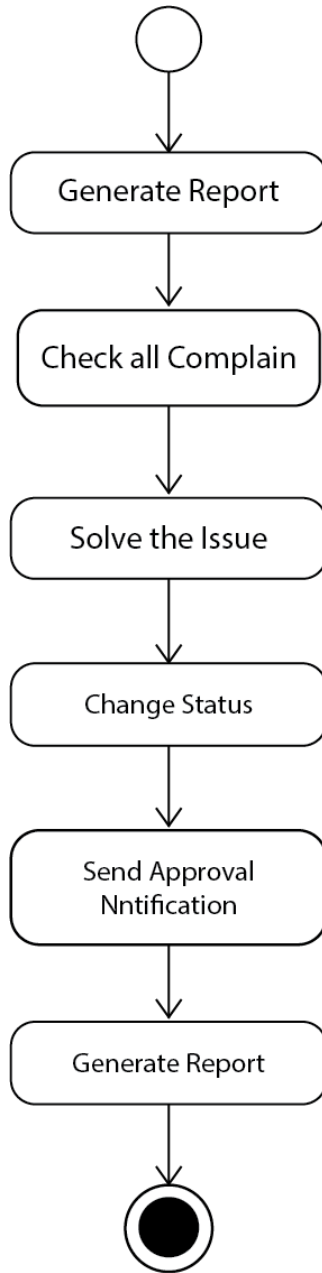 Generate Report
Check all Complain
Solve the Issue
Change Status
Send Approval
Nntification
Generate Report